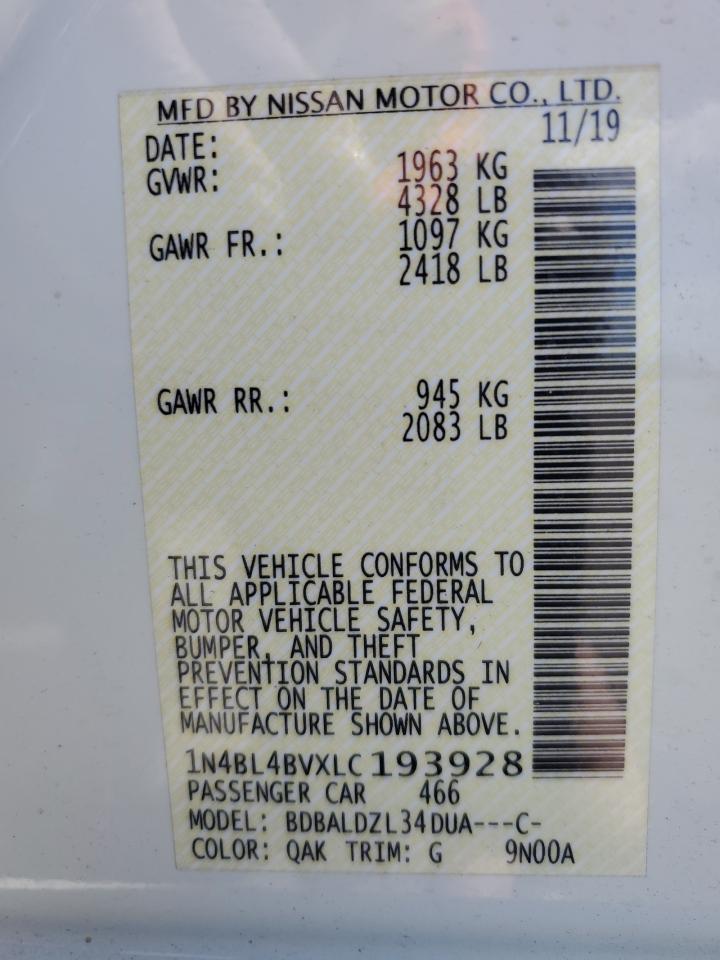 MFD BY NISSAN MOTOR CO., LTD.
DATE: 11/19
GVWR: 1963 KG
4328 LB
GAWR FR.: 1097 KG
2418 LB
GAWR RR.: 945 KG
2083 LB
THIS VEHICLE CONFORMS TO
ALL APPLICABLE FEDERAL
MOTOR VEHICLE SAFETY,
BUMPER, AND THEFT
PREVENTION STANDARDS IN
EFFECT ON THE DATE OF
MANUFACTURE SHOWN ABOVE.
1N4BL4BVXLC193928
PASSENGER CAR 466
MODEL: BDBALDZL34DUA---C-
COLOR: QAK TRIM: G 9N00A